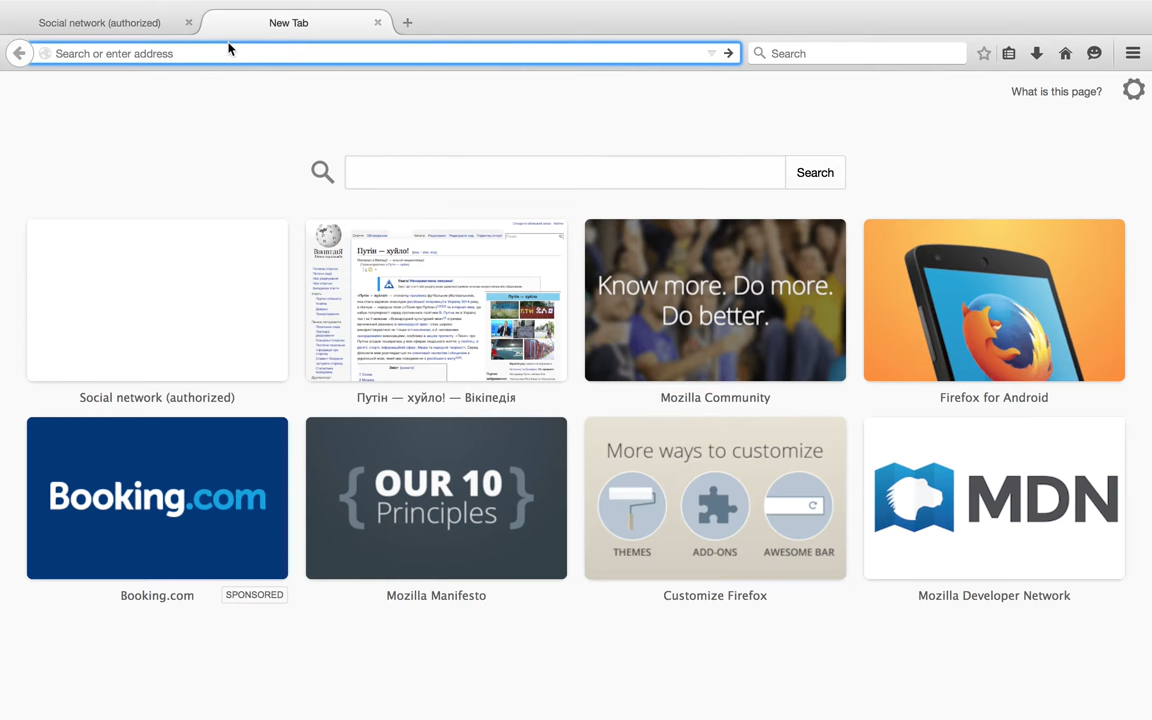 Social network (authorized)
New Tab
Search or enter address
Search
What is this page?
Search
ВікіпедіЯ
Путін — хуйло!
Know more. Do more.
Do better.
Social network (authorized)
Путін — хуйло! — Вікіпедія
Mozilla Community
Firefox for Android
Booking.com
OUR 10
Principles
More ways to customize
THEMES
ADD-ONS
AWESOME BAR
MDN
Booking.com
SPONSORED
Mozilla Manifesto
Customize Firefox
Mozilla Developer Network